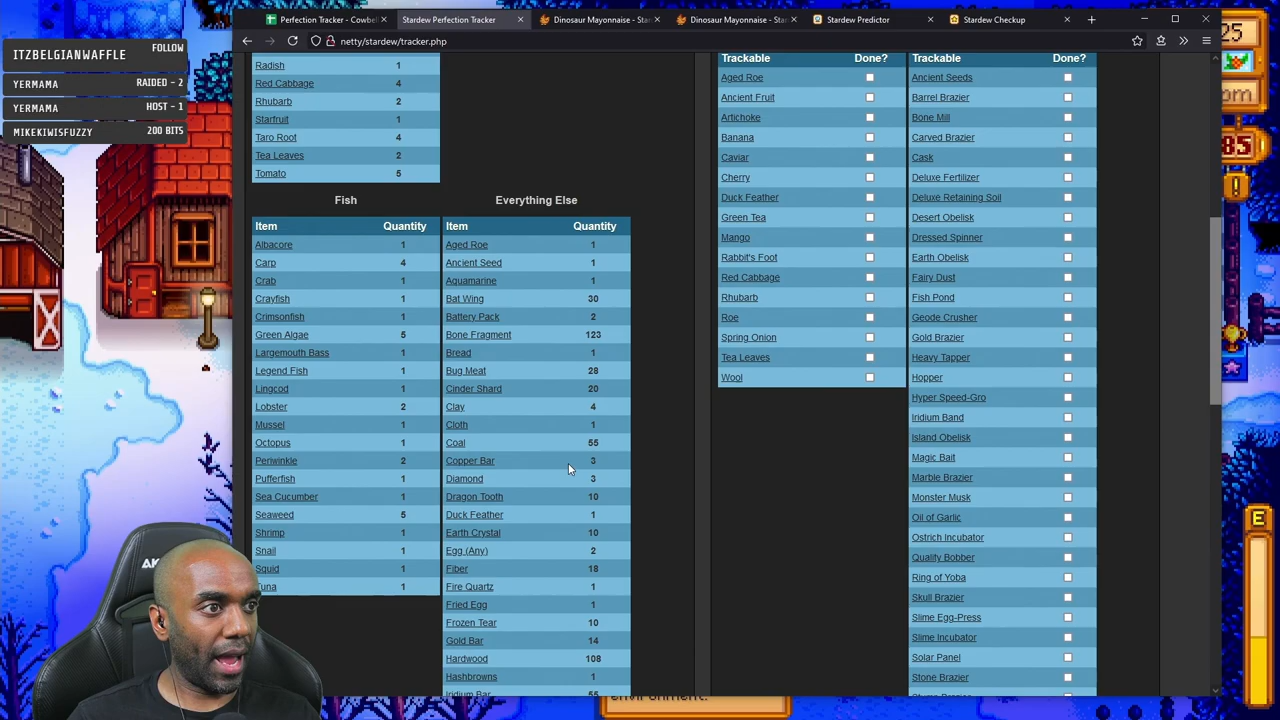 Perfection Tracker - Cowbel
Stardew Perfection Tracker
Dinosaur Mayonnaise - Star
Dinosaur Mayonnaise - Star
Stardew Predictor
Stardew Checkup
netty/stardew/tracker.php
ITZBELGIANWAFFLE FOLLOW
YERMAMA RAIDED - 2
YERMAMA HOST - 1
MIKEKIWISFUZZY 200 BITS
25
85
E
Radish 1
Red Cabbage 4
Rhubarb 2
Starfruit 1
Taro Root 4
Tea Leaves 2
Tomato 5
Fish
Item Quantity
Albacore 1
Carp 4
Crab 1
Crayfish 1
Crimsonfish 1
Green Algae 5
Largemouth Bass 1
Legend Fish 1
Lingcod 1
Lobster 2
Mussel 1
Octopus 1
Periwinkle 2
Pufferfish 1
Sea Cucumber 1
Seaweed 5
Shrimp 1
Snail 1
Squid 1
Tuna 1
Everything Else
Item Quantity
Aged Roe 1
Ancient Seed 1
Aquamarine 1
Bat Wing 30
Battery Pack 2
Bone Fragment 123
Bread 1
Bug Meat 28
Cinder Shard 20
Clay 4
Cloth 1
Coal 55
Copper Bar 3
Diamond 3
Dragon Tooth 10
Duck Feather 1
Earth Crystal 10
Egg (Any) 2
Fiber 18
Fire Quartz 1
Fried Egg 1
Frozen Tear 10
Gold Bar 14
Hardwood 108
Hashbrowns 1
Iridium Bar 55
Trackable Done?
Aged Roe
Ancient Fruit
Artichoke
Banana
Caviar
Cherry
Duck Feather
Green Tea
Mango
Rabbit's Foot
Red Cabbage
Rhubarb
Roe
Spring Onion
Tea Leaves
Wool
Trackable Done?
Ancient Seeds
Barrel Brazier
Bone Mill
Carved Brazier
Cask
Deluxe Fertilizer
Deluxe Retaining Soil
Desert Obelisk
Dressed Spinner
Earth Obelisk
Fairy Dust
Fish Pond
Geode Crusher
Gold Brazier
Heavy Tapper
Hopper
Hyper Speed-Gro
Iridium Band
Island Obelisk
Magic Bait
Marble Brazier
Monster Musk
Oil of Garlic
Ostrich Incubator
Quality Bobber
Ring of Yoba
Skull Brazier
Slime Egg-Press
Slime Incubator
Solar Panel
Stone Brazier